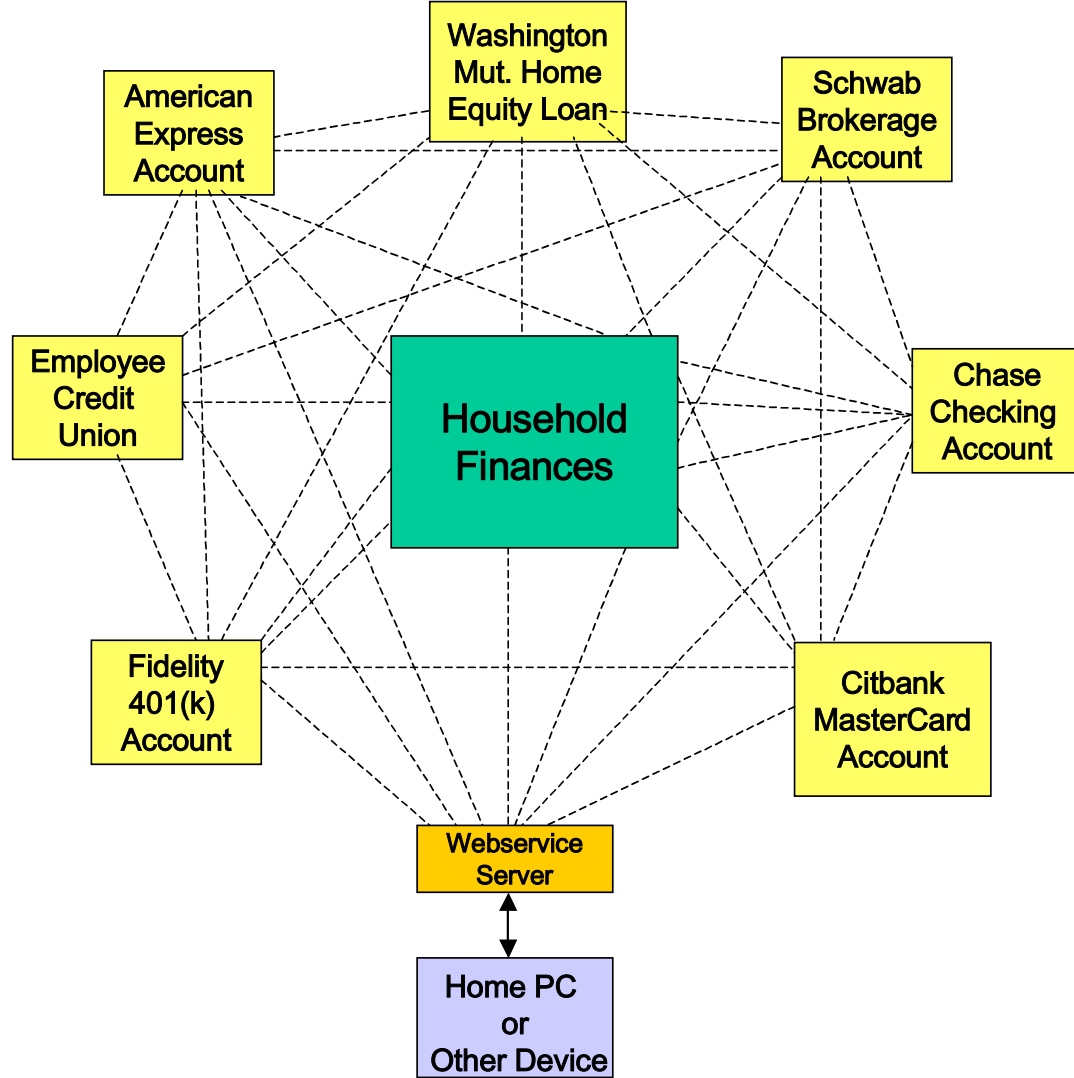 Washington
Mut. Home
Equity Loan
American
Express
Account
Schwab
Brokerage
Account
Employee
Credit
Union
Household
Finances
Chase
Checking
Account
Fidelity
401(k)
Account
Citbank
MasterCard
Account
Webservice
Server
Home PC
or
Other Device